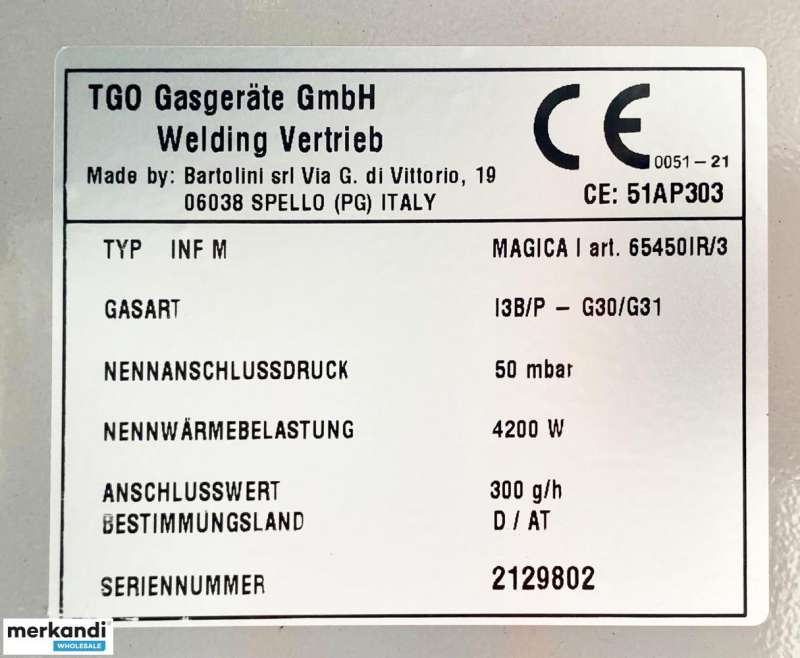 TGO Gasgeräte GmbH
Welding Vertrieb
Made by: Bartolini srl Via G. di Vittorio, 19
06038 SPELLO (PG) ITALY
CE 0051-21
CE: 51AP303
TYP INF M MAGICA I art. 65450IR/3
GASART I3B/P - G30/G31
NENNANSCHLUSSDRUCK 50 mbar
NENNWÄRMEBELASTUNG 4200 W
ANSCHLUSSWERT 300 g/h
BESTIMMUNGSLAND D / AT
SERIENNUMMER 2129802
merkandi
WHOLESALE